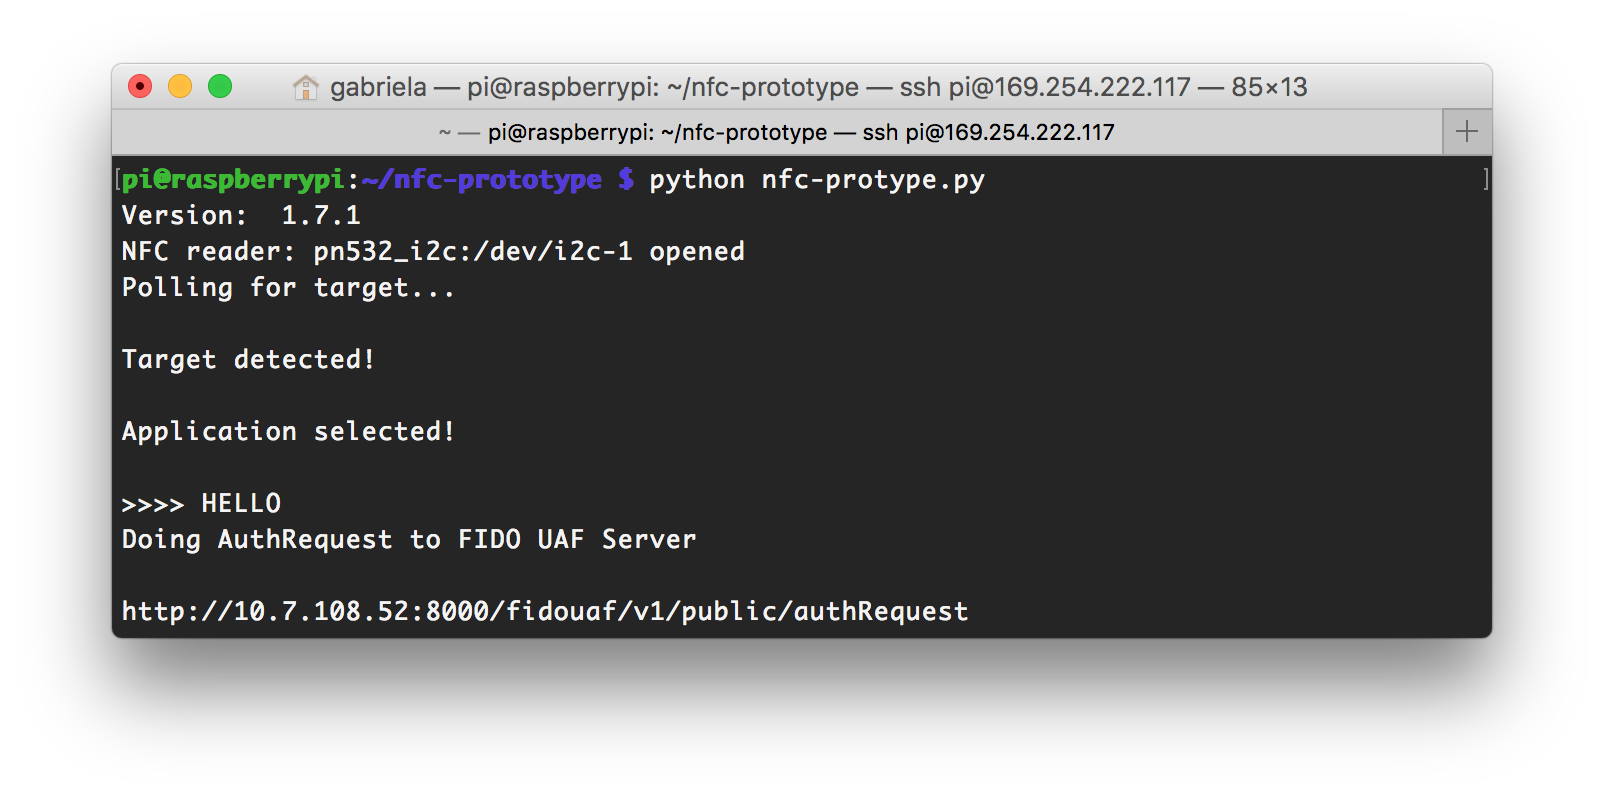 gabriela — pi@raspberrypi: ~/nfc-prototype — ssh pi@169.254.222.117 — 85×13
~ — pi@raspberrypi: ~/nfc-prototype — ssh pi@169.254.222.117
[pi@raspberrypi:~/nfc-prototype $ python nfc-protype.py ]
Version:  1.7.1
NFC reader: pn532_i2c:/dev/i2c-1 opened
Polling for target...
Target detected!
Application selected!
>>>> HELLO
Doing AuthRequest to FIDO UAF Server
http://10.7.108.52:8000/fidouaf/v1/public/authRequest